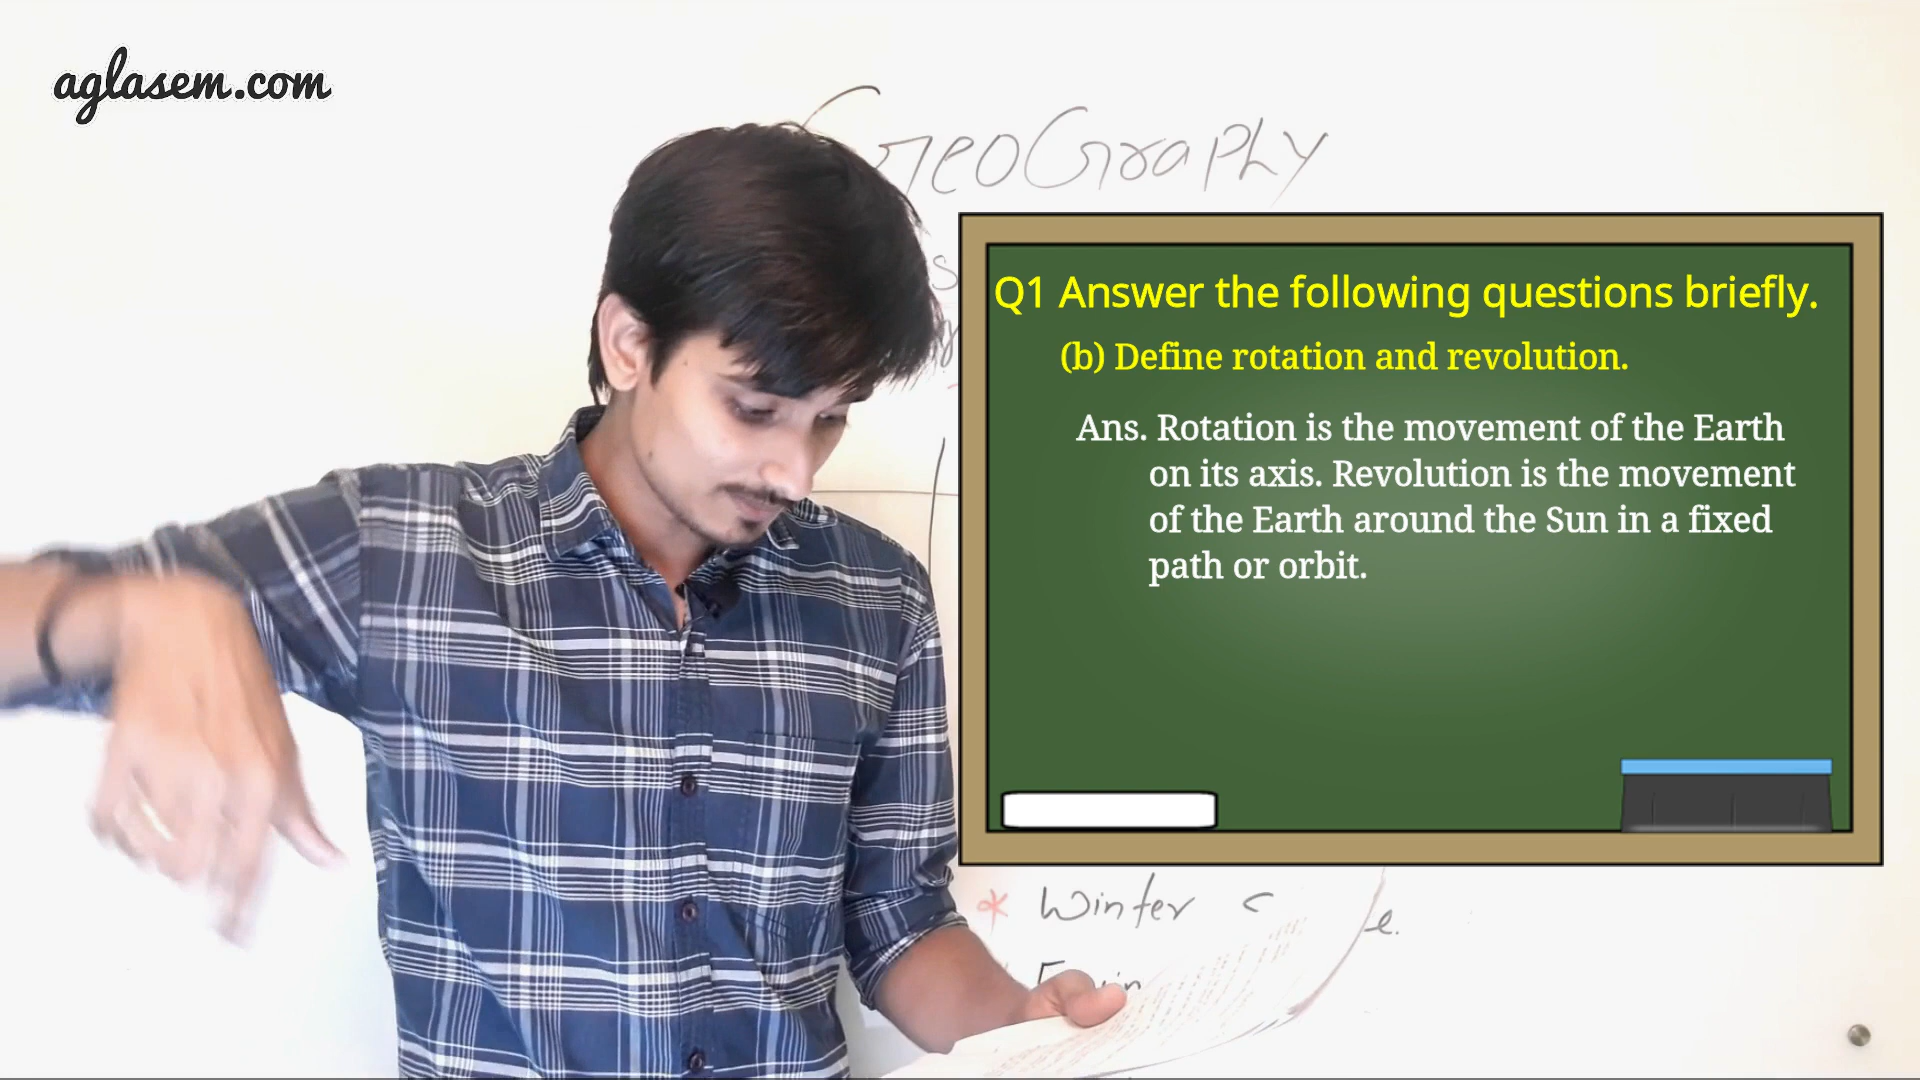 aglasem.com
GeoGraphy
Q1 Answer the following questions briefly.
(b) Define rotation and revolution.
Ans. Rotation is the movement of the Earth
on its axis. Revolution is the movement
of the Earth around the Sun in a fixed
path or orbit.
* Winter